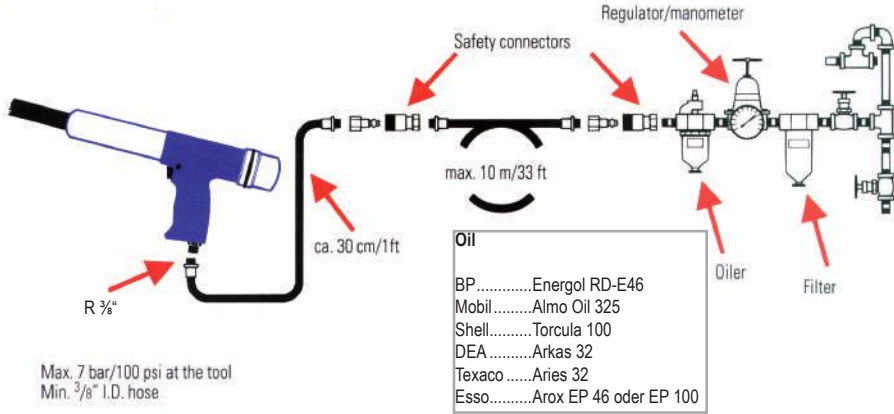 Regulator/manometer
Safety connectors
max. 10 m/33 ft
ca. 30 cm/1ft
R ⅜“
Oiler
Filter
Oil
BP............Energol RD-E46
Mobil .........Almo Oil 325
Shell..........Torcula 100
DEA ..........Arkas 32
Texaco ......Aries 32
Esso..........Arox EP 46 oder EP 100
Max. 7 bar/100 psi at the tool
Min. 3/8" I.D. hose